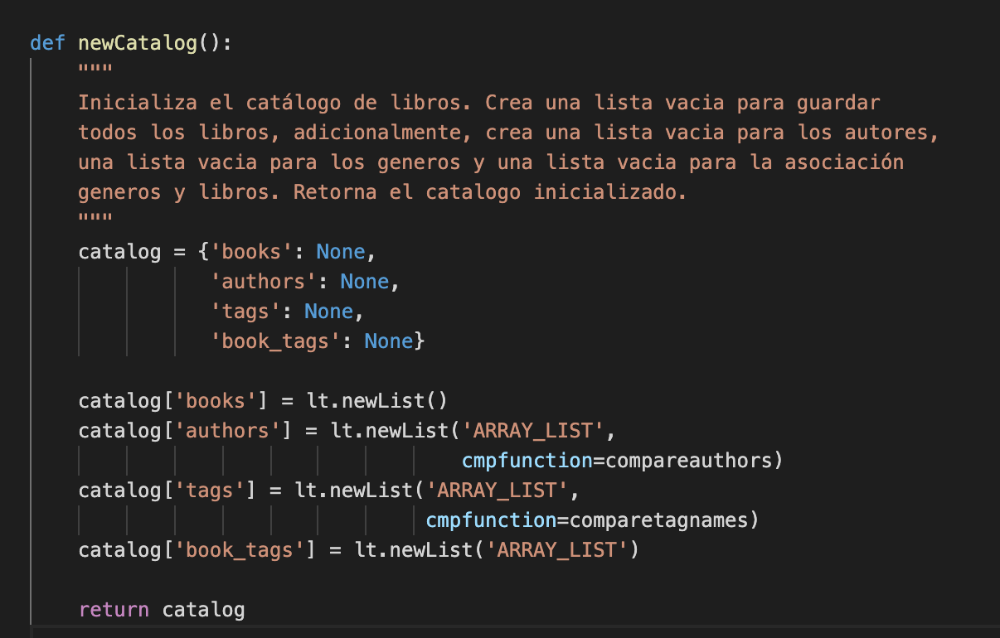 def newCatalog():
    """
    Inicializa el catálogo de libros. Crea una lista vacia para guardar
    todos los libros, adicionalmente, crea una lista vacia para los autores,
    una lista vacia para los generos y una lista vacia para la asociación
    generos y libros. Retorna el catalogo inicializado.
    """
    catalog = {'books': None,
               'authors': None,
               'tags': None,
               'book_tags': None}

    catalog['books'] = lt.newList()
    catalog['authors'] = lt.newList('ARRAY_LIST',
                                    cmpfunction=compareauthors)
    catalog['tags'] = lt.newList('ARRAY_LIST',
                                 cmpfunction=comparetagnames)
    catalog['book_tags'] = lt.newList('ARRAY_LIST')

    return catalog